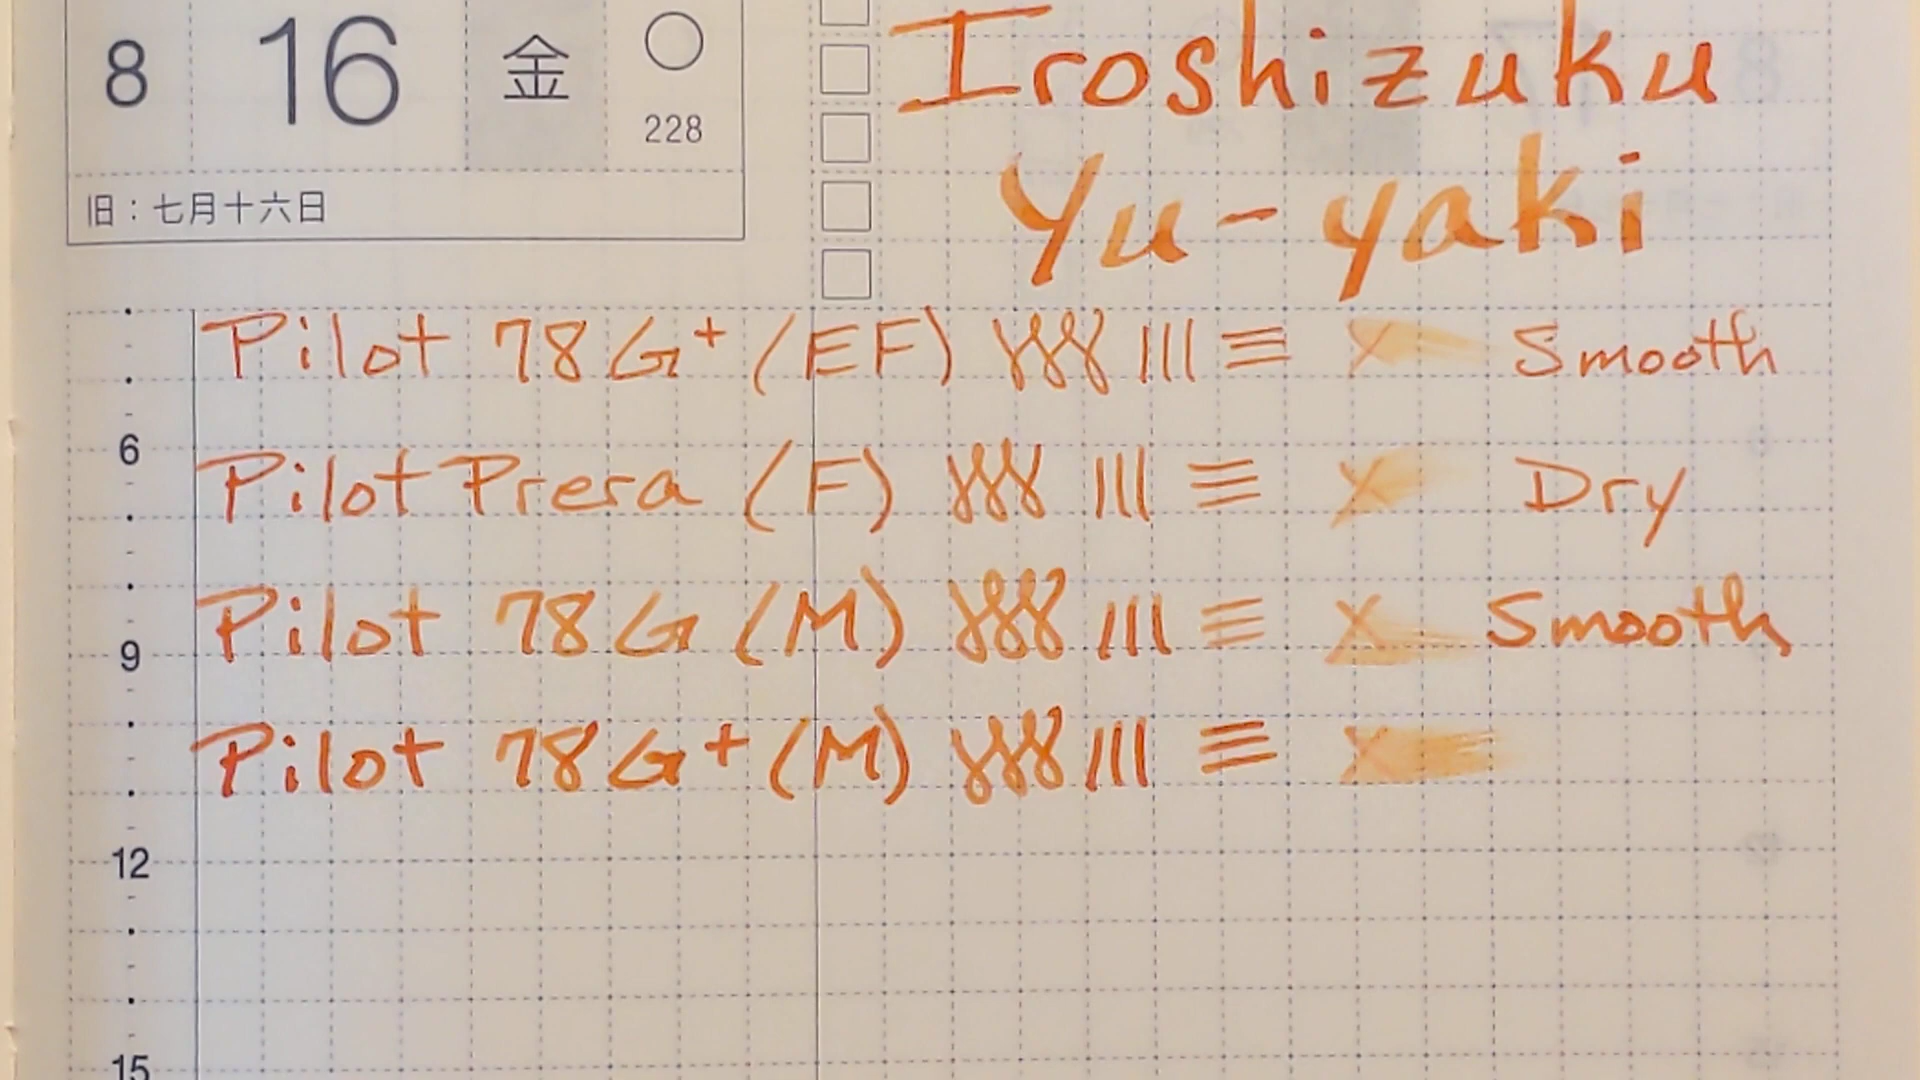 8 16 金
228
旧：七月十六日
Iroshizuku
Yu-yaki
Pilot 78G+ (EF) Smooth
6
Pilot Prera (F) Dry
Pilot 78G (M) Smooth
9
Pilot 78G+ (M)
12
15